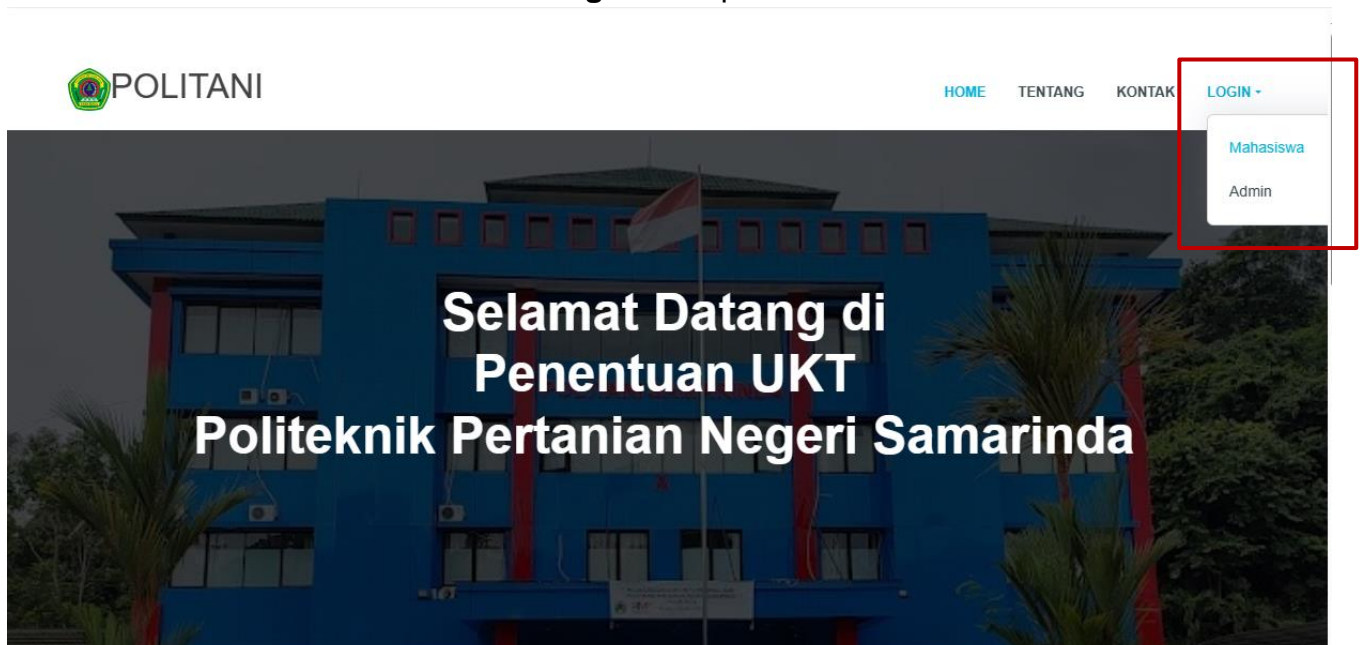 POLITANI
HOME TENTANG KONTAK LOGIN
Mahasiswa
Admin
Selamat Datang di
Penentuan UKT
Politeknik Pertanian Negeri Samarinda